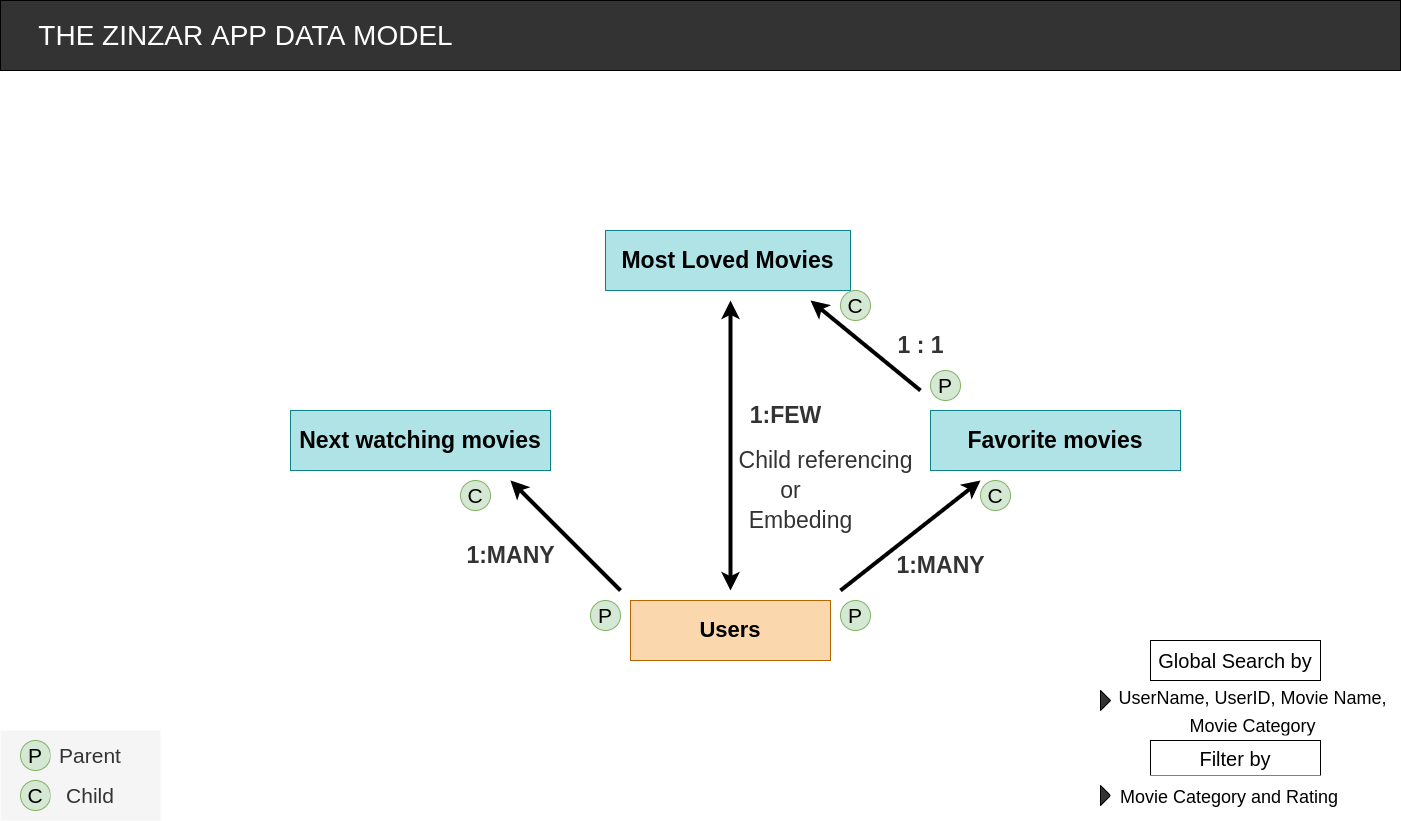 THE ZINZAR APP DATA MODEL
Most Loved Movies
C
1 : 1
P
1:FEW
Next watching movies
Favorite movies
Child referencing
or
Embeding
C
C
1:MANY
1:MANY
P
Users
P
Global Search by
UserName, UserID, Movie Name,
Movie Category
Filter by
Movie Category and Rating
P Parent
C Child